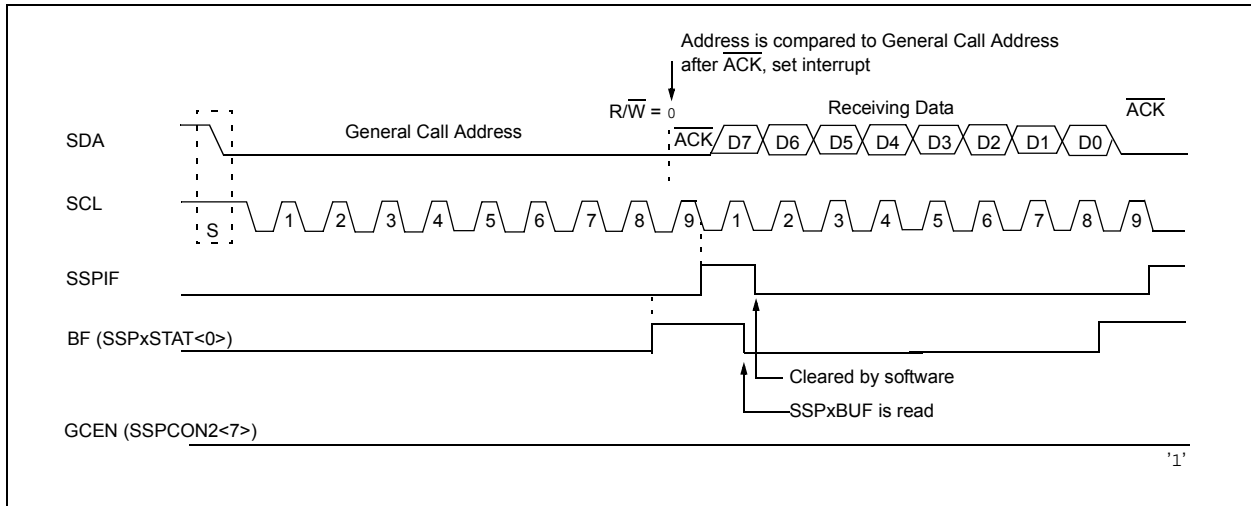 Address is compared to General Call Address
after ACK, set interrupt
R/W = 0
Receiving Data
ACK
SDA
General Call Address
ACK
D7 D6 D5 D4 D3 D2 D1 D0
SCL
S
1 2 3 4 5 6 7 8 9 1 2 3 4 5 6 7 8 9
SSPIF
BF (SSPxSTAT<0>)
Cleared by software
SSPxBUF is read
GCEN (SSPCON2<7>)
'1'